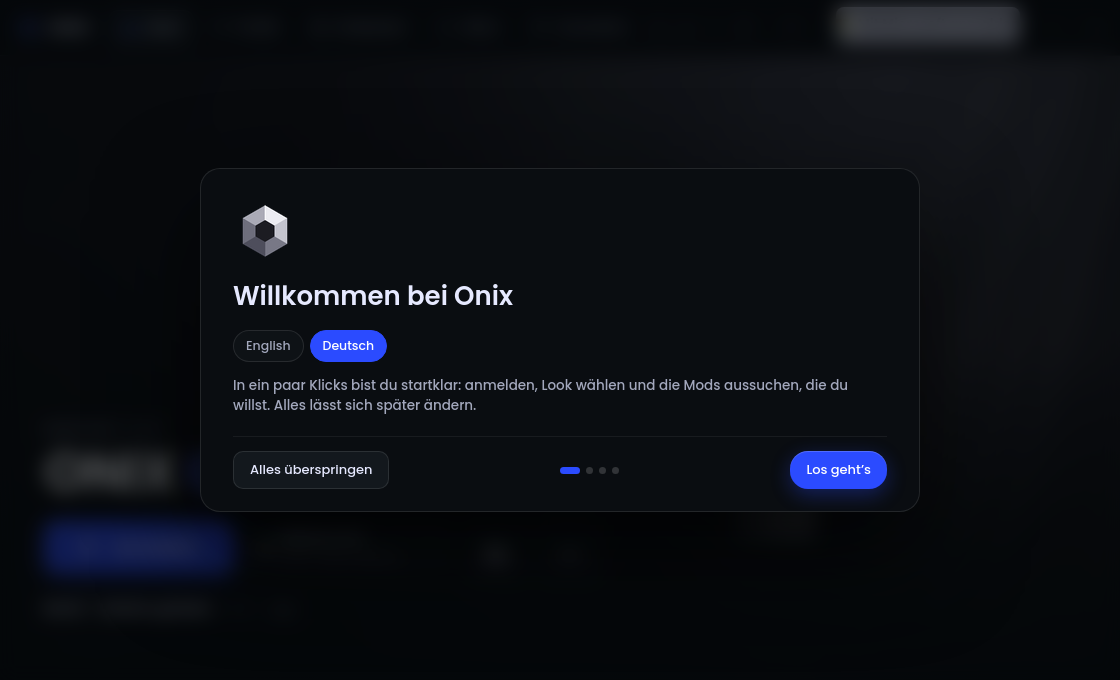 Willkommen bei Onix
English
Deutsch
In ein paar Klicks bist du startklar: anmelden, Look wählen und die Mods aussuchen, die du
willst. Alles lässt sich später ändern.
Alles überspringen
Los geht's